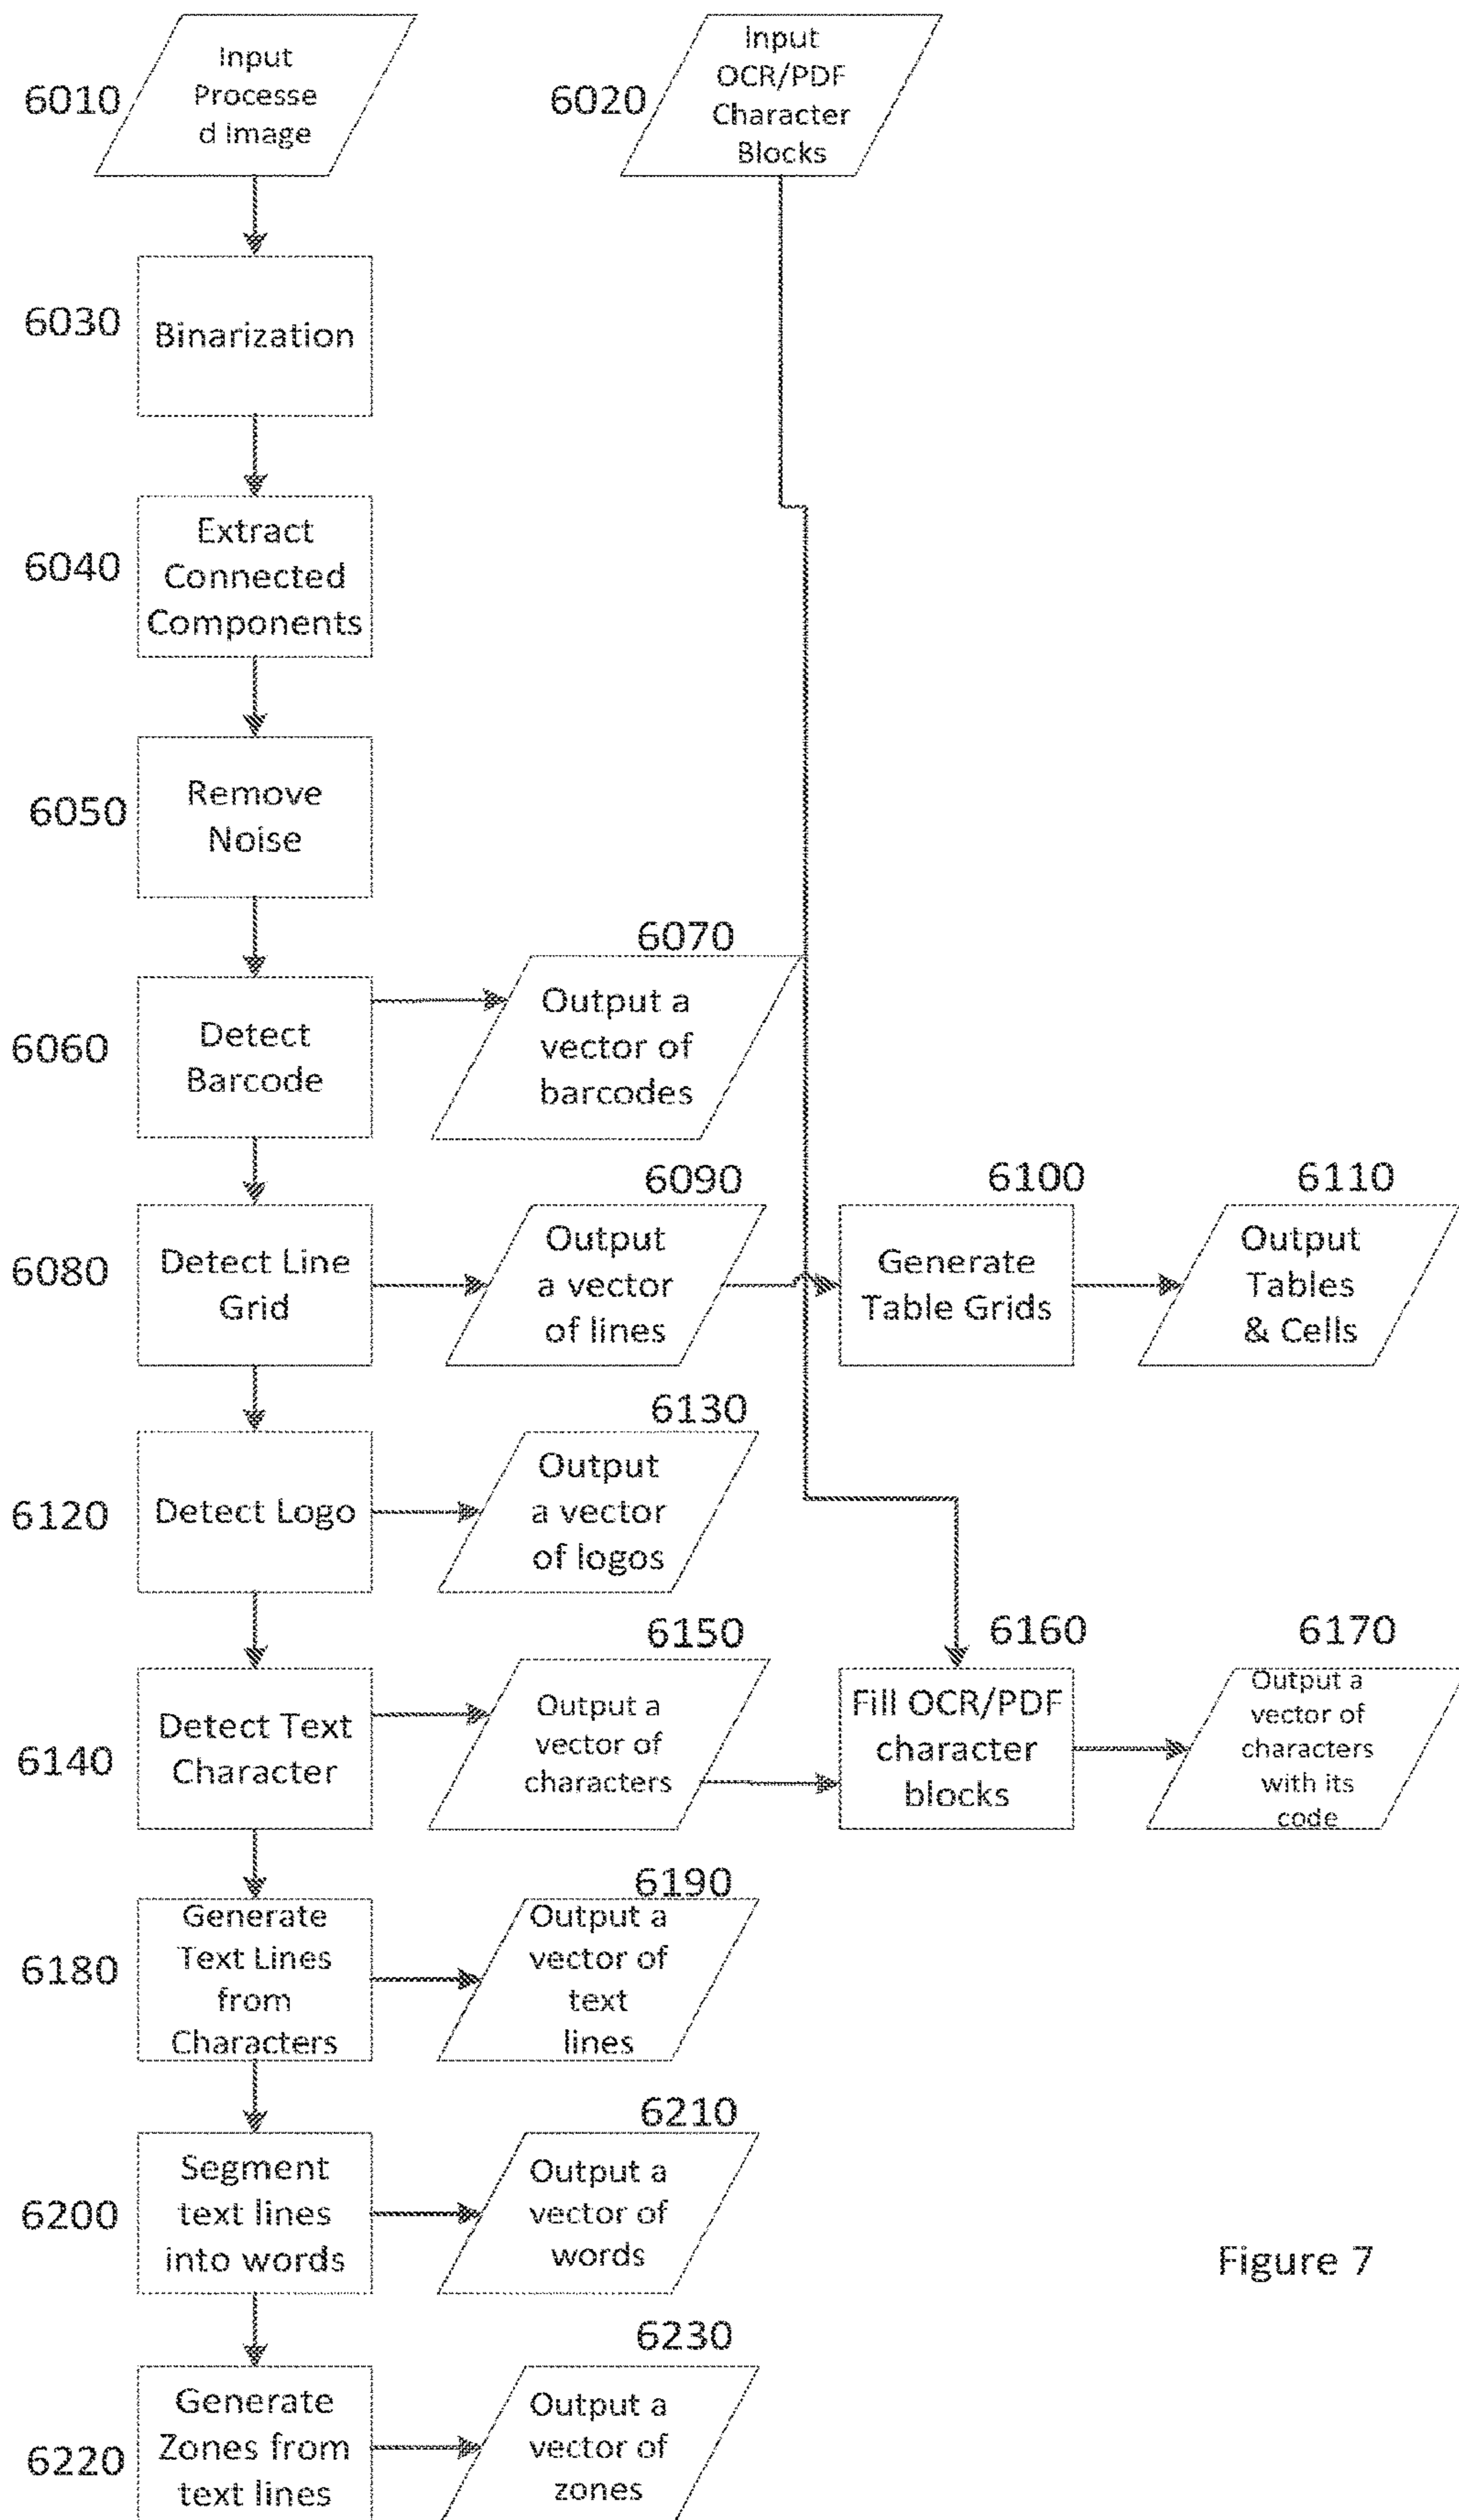 6010
Input
Processe
d Image
6020
Input
OCR/PDF
Character
Blocks
6030
Binarization
6040
Extract
Connected
Components
6050
Remove
Noise
6060
Detect
Barcode
6070
Output a
vector of
barcodes
6080
Detect Line
Grid
6090
Output
a vector
of lines
6100
Generate
Table Grids
6110
Output
Tables
& Cells
6120
Detect Logo
6130
Output
a vector
of logos
6140
Detect Text
Character
6150
Output a
vector of
characters
6160
Fill OCR/PDF
character
blocks
6170
Output a
vector of
characters
with its
code
6180
Generate
Text Lines
from
Characters
6190
Output a
vector of
text
lines
6200
Segment
text lines
into words
6210
Output a
vector of
words
6220
Generate
Zones from
text lines
6230
Output a
vector of
zones
Figure 7